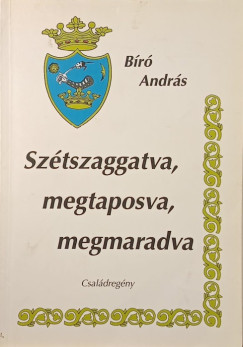 Bíró
András
Szétszaggatva,
megtaposva,
megmaradva
Családregény